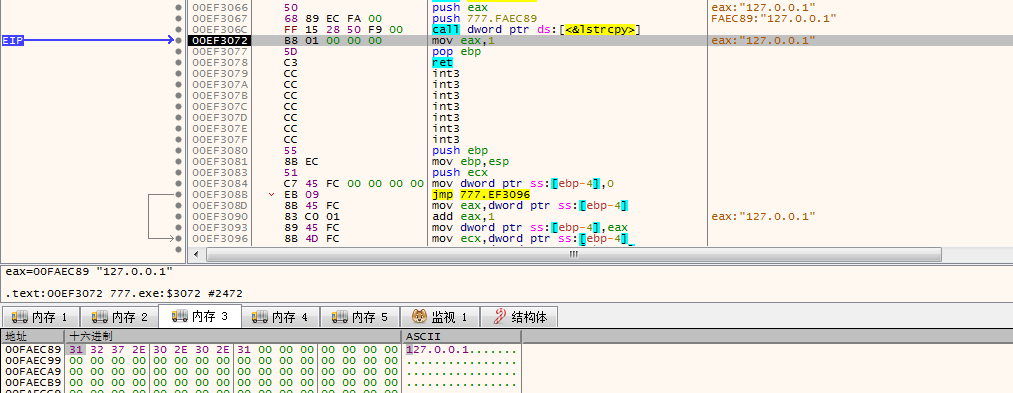 00EF3066 50 push eax eax:"127.0.0.1"
00EF3067 68 89 EC FA 00 push 777.FAEC89 FAEC89:"127.0.0.1"
00EF306C FF 15 28 50 F9 00 call dword ptr ds:[<&lstrcpy>]
EIP 00EF3072 B8 01 00 00 00 mov eax,1 eax:"127.0.0.1"
00EF3077 5D pop ebp
00EF3078 C3 ret
00EF3079 CC int3
00EF307A CC int3
00EF307B CC int3
00EF307C CC int3
00EF307D CC int3
00EF307E CC int3
00EF307F CC int3
00EF3080 55 push ebp
00EF3081 8B EC mov ebp,esp
00EF3083 51 push ecx
00EF3084 C7 45 FC 00 00 00 00 mov dword ptr ss:[ebp-4],0
00EF308B EB 09 jmp 777.EF3096
00EF308D 8B 45 FC mov eax,dword ptr ss:[ebp-4]
00EF3090 83 C0 01 add eax,1 eax:"127.0.0.1"
00EF3093 89 45 FC mov dword ptr ss:[ebp-4],eax
00EF3096 8B 4D FC mov ecx,dword ptr ss:[ebp-4]
eax=00FAEC89 "127.0.0.1"
.text:00EF3072 777.exe:$3072 #2472
内存 1 内存 2 内存 3 内存 4 内存 5 监视 1 结构体
地址 十六进制 ASCII
00FAEC89 31 32 37 2E 30 2E 30 2E 31 00 00 00 00 00 00 00 127.0.0.1.......
00FAEC99 00 00 00 00 00 00 00 00 00 00 00 00 00 00 00 00 ................
00FAECA9 00 00 00 00 00 00 00 00 00 00 00 00 00 00 00 00 ................
00FAECB9 00 00 00 00 00 00 00 00 00 00 00 00 00 00 00 00 ................